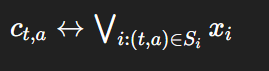 c_{t,a} ↔ ⋁_{i:(t,a)∈S_i} x_i